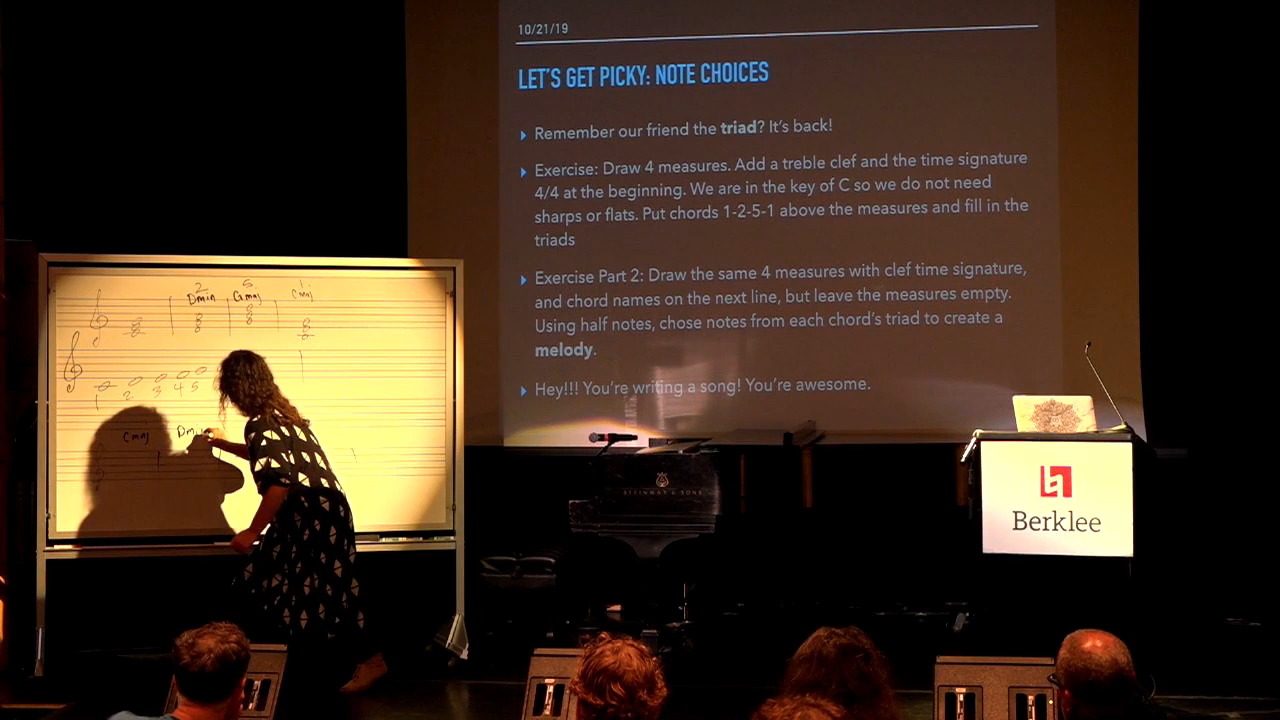 10/21/19
LET'S GET PICKY: NOTE CHOICES
Remember our friend the triad? It's back!
Exercise: Draw 4 measures. Add a treble clef and the time signature
4/4 at the beginning. We are in the key of C so we do not need
sharps or flats. Put chords 1-2-5-1 above the measures and fill in the
triads
Exercise Part 2: Draw the same 4 measures with clef time signature,
and chord names on the next line, but leave the measures empty.
Using half notes, chose notes from each chord's triad to create a
melody.
Hey!!! You're writing a song! You're awesome.
2 5 1
Dmin Gmaj Cmaj
1 2 3 4 5
Cmaj Dmin
STEINWAY & SONS
Berklee